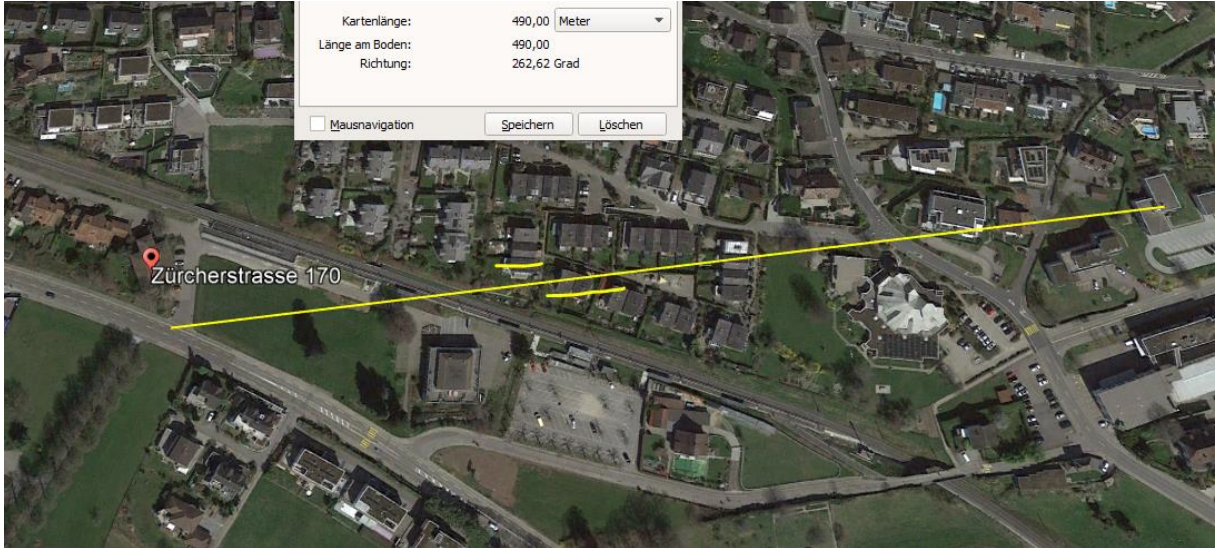 Kartenlänge: 490,00 Meter
Länge am Boden: 490,00
Richtung: 262,62 Grad
Mausnavigation Speichern Löschen
Zürcherstrasse 170